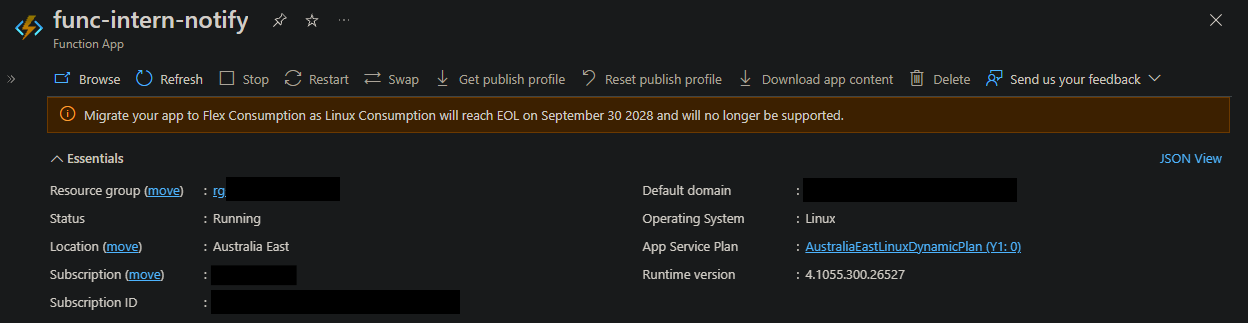 func-intern-notify
Function App
Browse Refresh Stop Restart Swap Get publish profile Reset publish profile Download app content Delete Send us your feedback
Migrate your app to Flex Consumption as Linux Consumption will reach EOL on September 30 2028 and will no longer be supported.
Essentials JSON View
Resource group (move) : rg
Status : Running
Location (move) : Australia East
Subscription (move) :
Subscription ID :
Default domain :
Operating System : Linux
App Service Plan : AustraliaEastLinuxDynamicPlan (Y1: 0)
Runtime version : 4.1055.300.26527